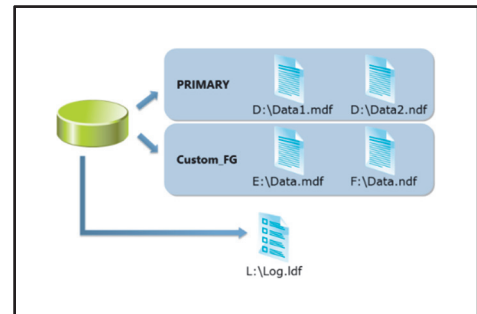 PRIMARY
D:\Data1.mdf D:\Data2.ndf
Custom_FG
E:\Data.mdf F:\Data.ndf
L:\Log.ldf